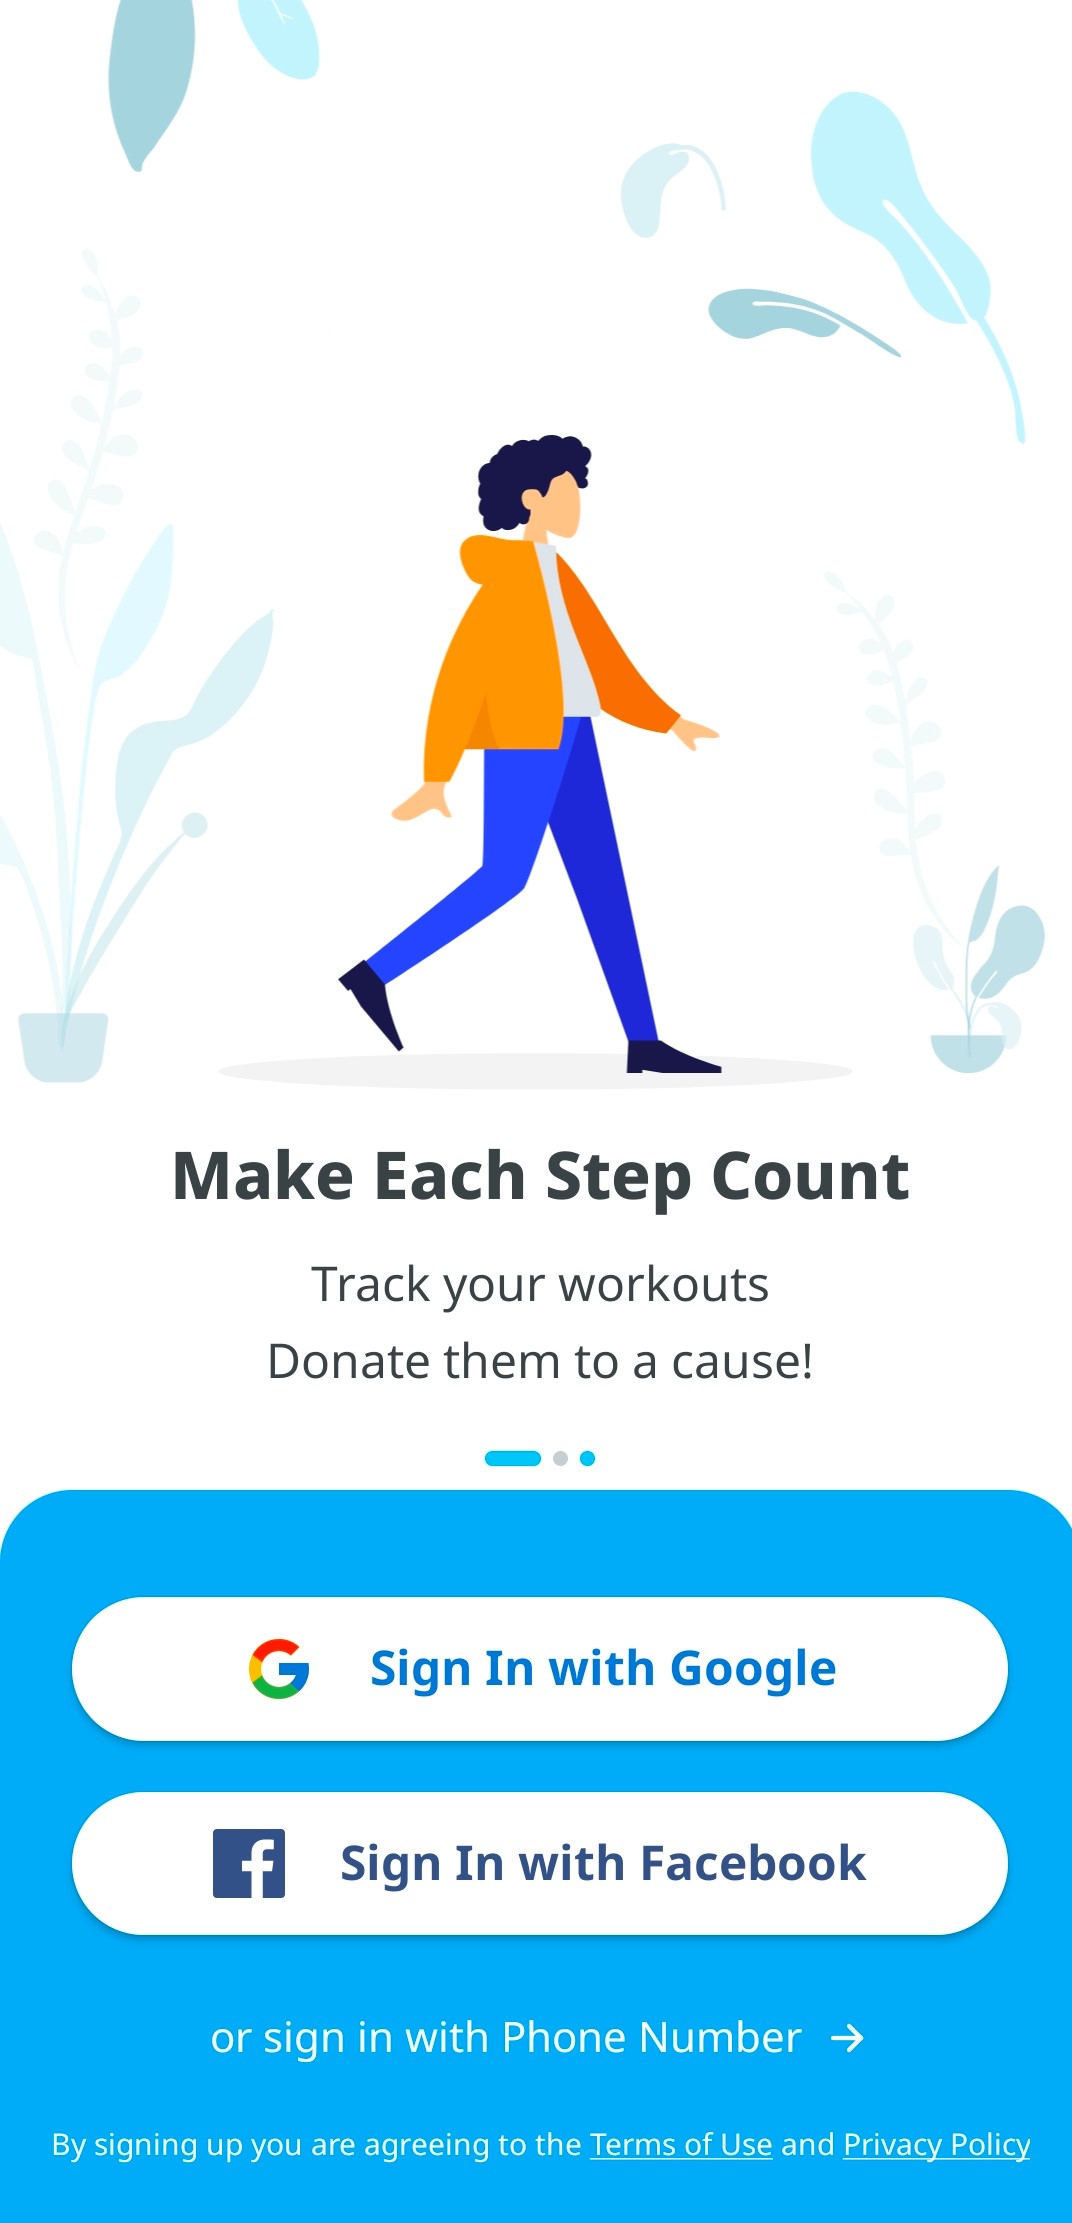 Make Each Step Count
Track your workouts
Donate them to a cause!
Sign In with Google
Sign In with Facebook
or sign in with Phone Number
By signing up you are agreeing to the Terms of Use and Privacy Policy